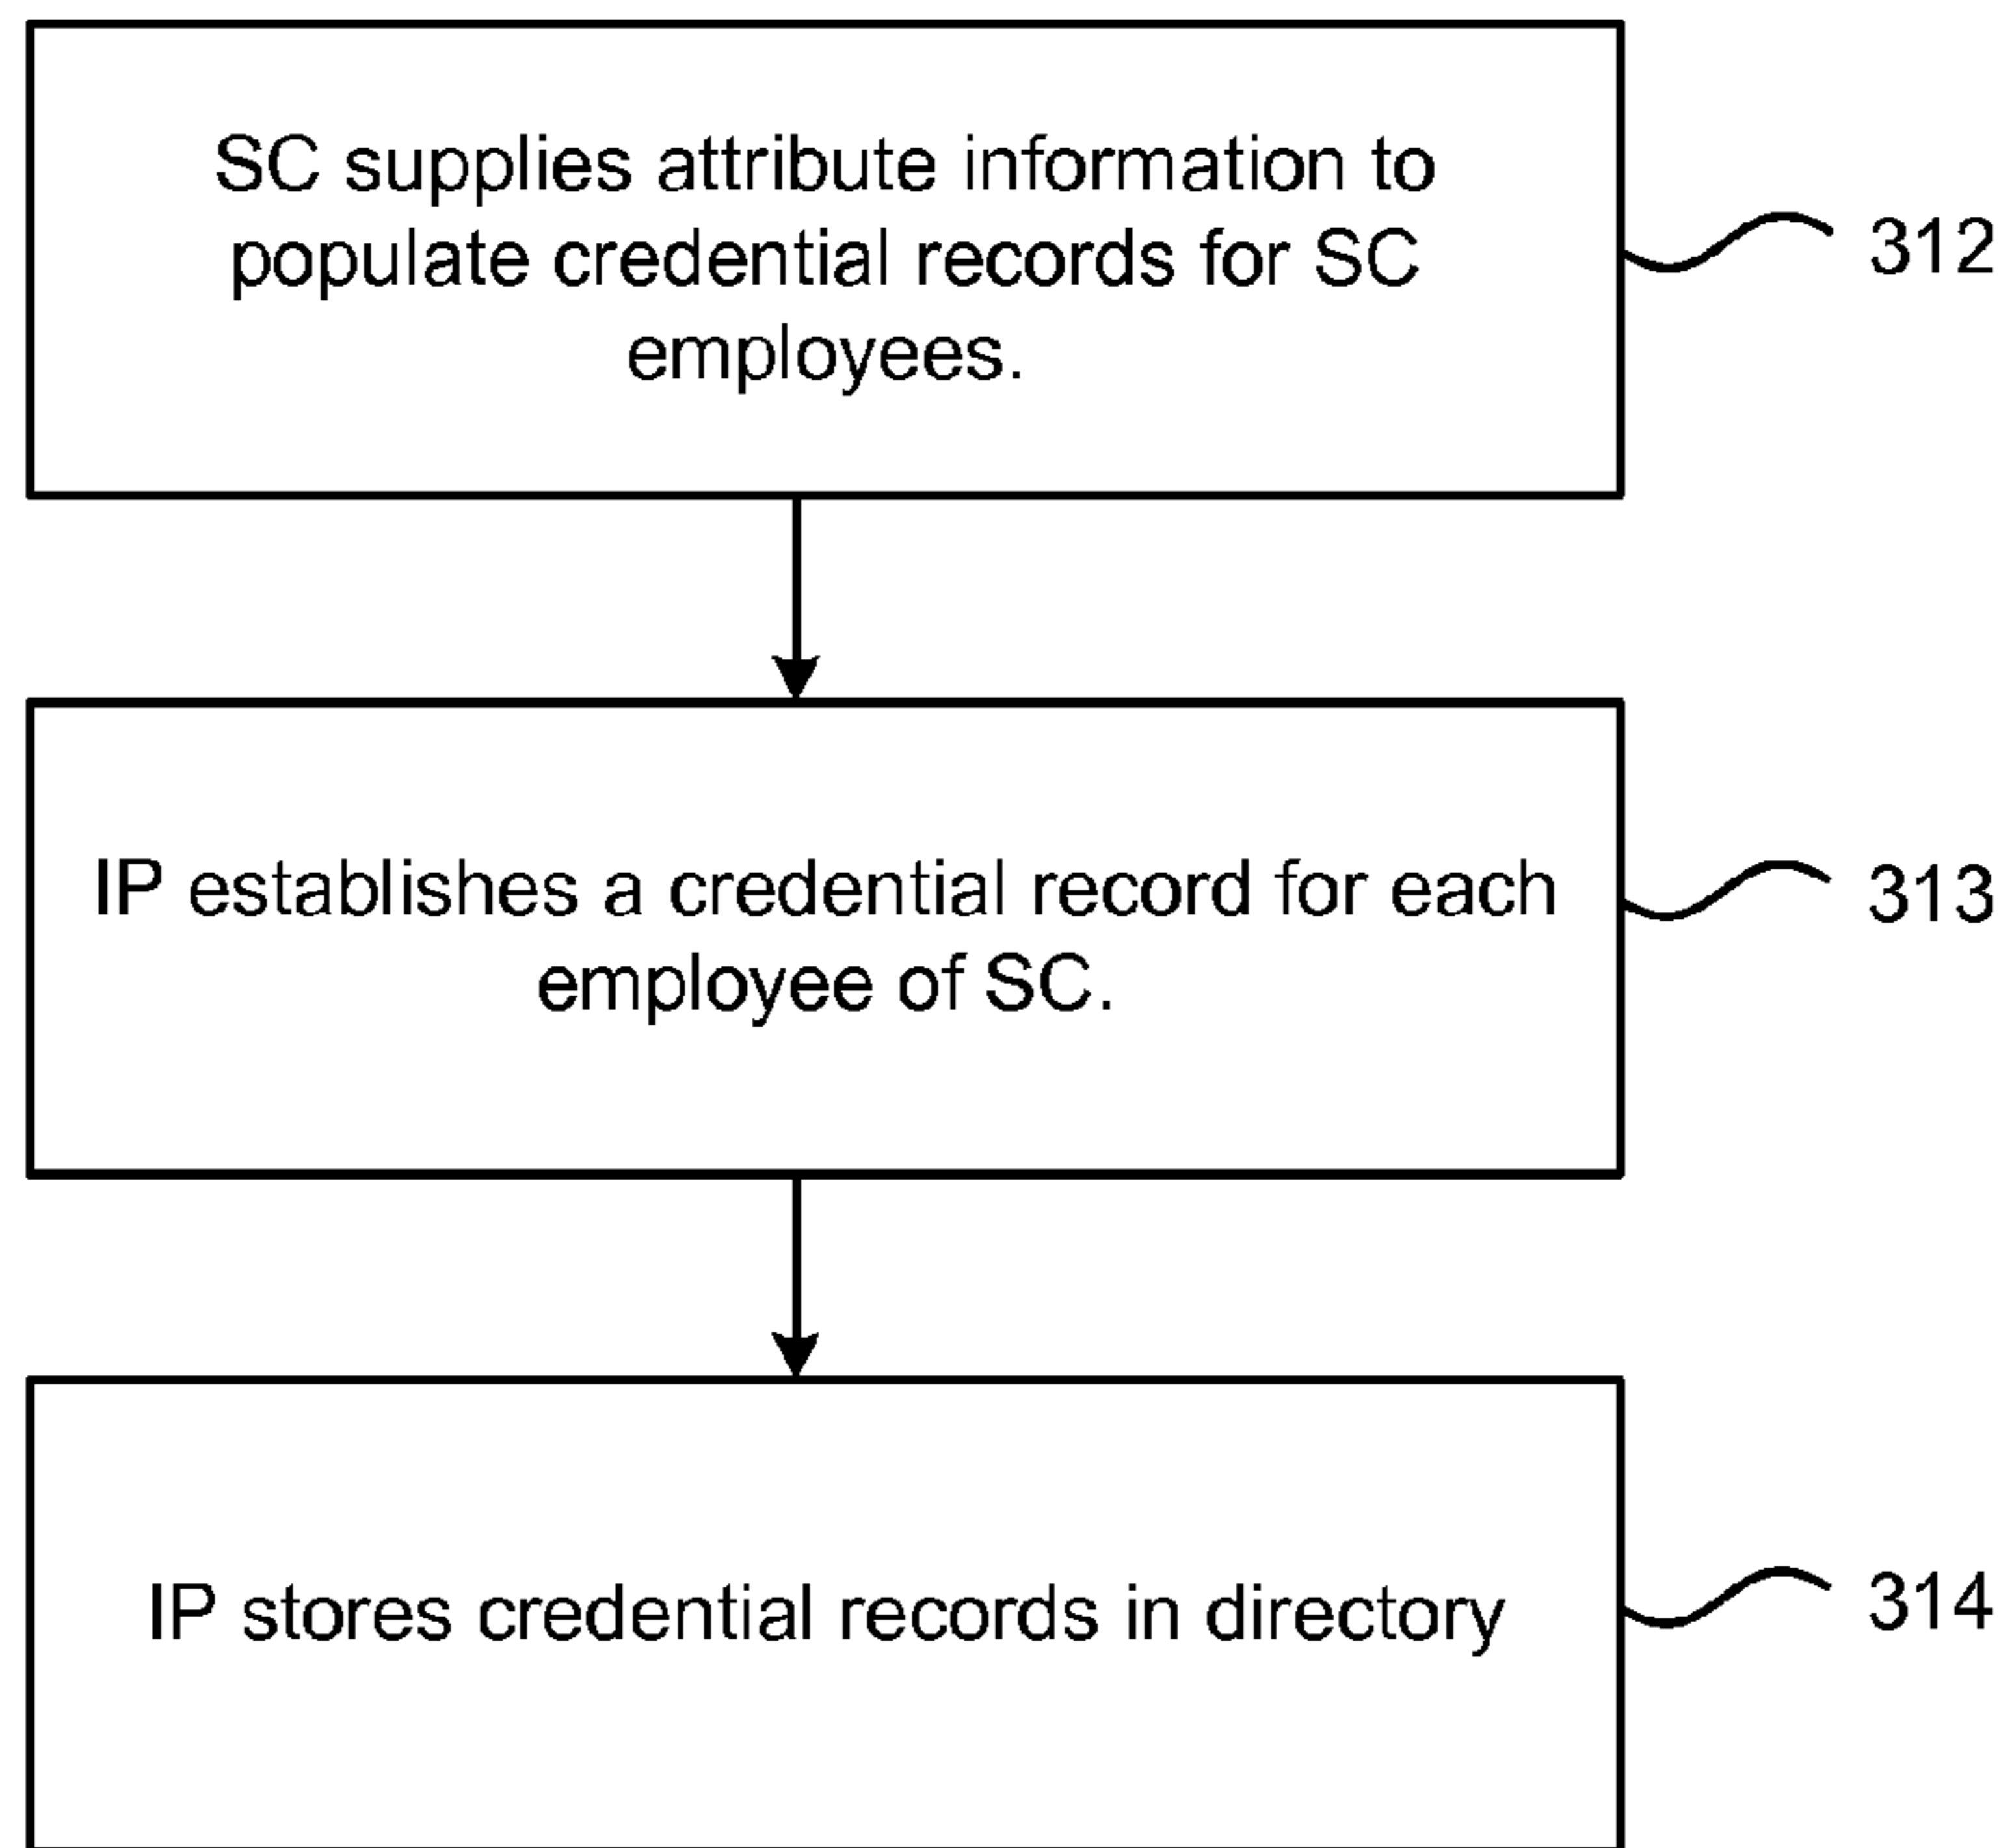 SC supplies attribute information to
populate credential records for SC
employees.
312
IP establishes a credential record for each
employee of SC.
313
IP stores credential records in directory
314